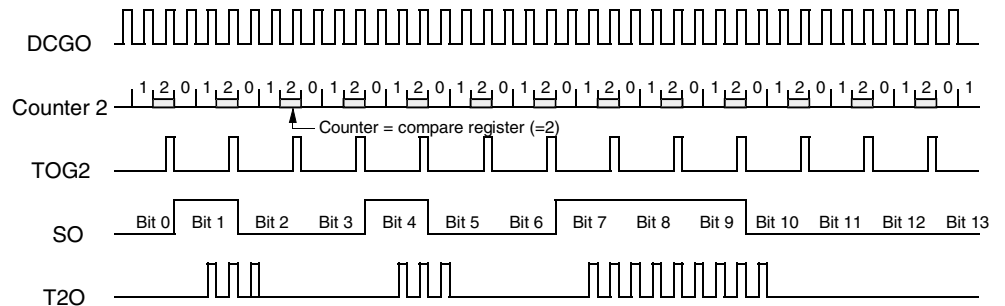 DCGO
Counter 2 1 2 0 1 2 0 1 2 0 1 2 0 1 2 0 1 2 0 1 2 0 1 2 0 1 2 0 1 2 0 1 2 0 1 2 0 1 2 0 1
Counter = compare register (=2)
TOG2
SO Bit 0 Bit 1 Bit 2 Bit 3 Bit 4 Bit 5 Bit 6 Bit 7 Bit 8 Bit 9 Bit 10 Bit 11 Bit 12 Bit 13
T2O